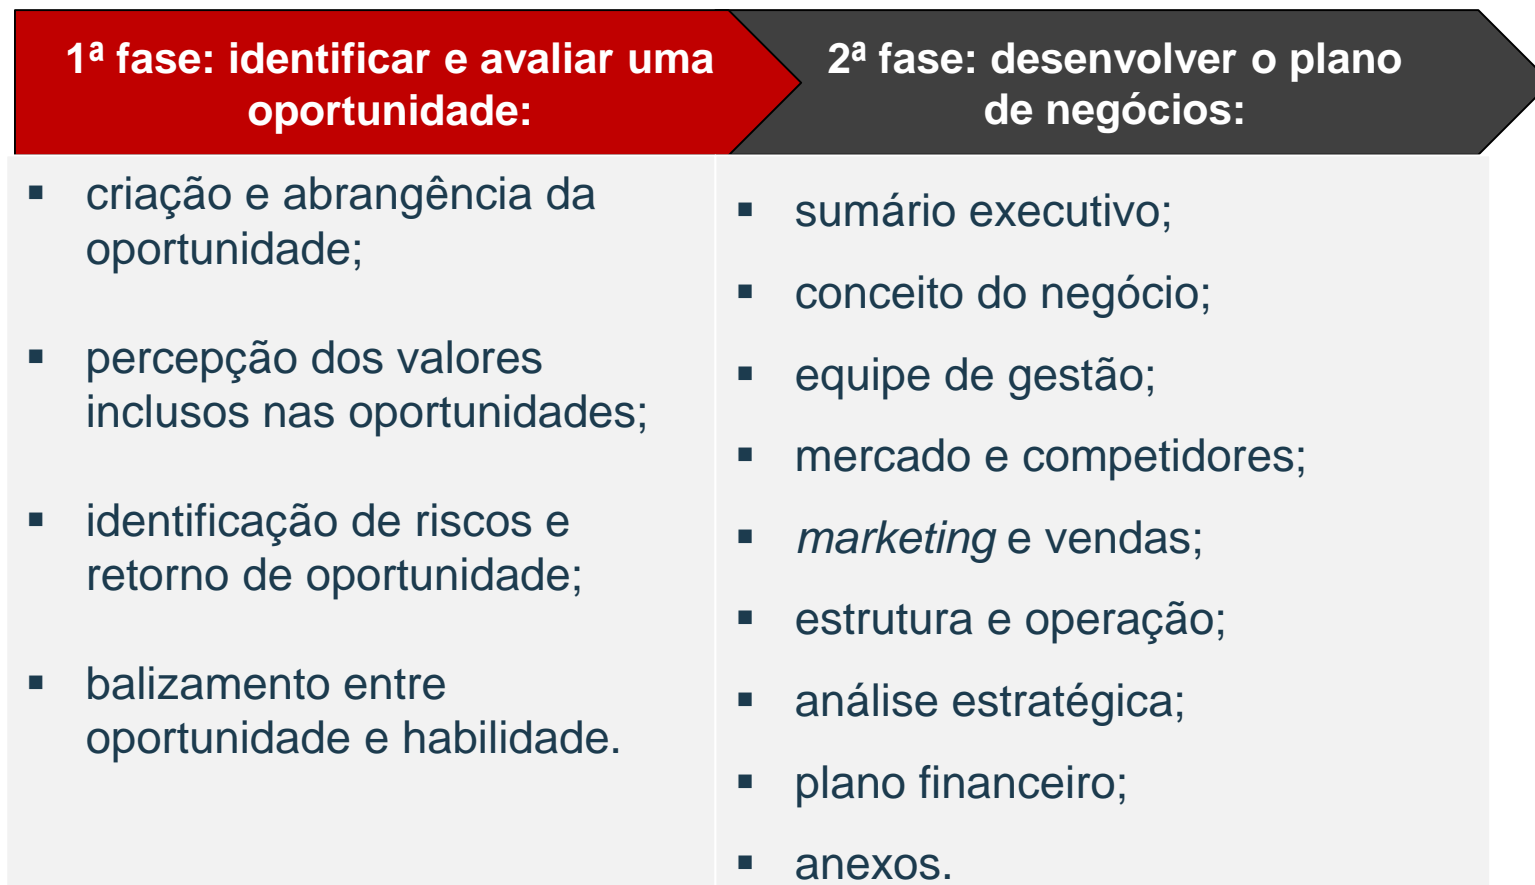 1ª fase: identificar e avaliar uma
oportunidade:
criação e abrangência da
oportunidade;
percepção dos valores
inclusos nas oportunidades;
identificação de riscos e
retorno de oportunidade;
balizamento entre
oportunidade e habilidade.
2ª fase: desenvolver o plano
de negócios:
sumário executivo;
conceito do negócio;
equipe de gestão;
mercado e competidores;
marketing e vendas;
estrutura e operação;
análise estratégica;
plano financeiro;
anexos.